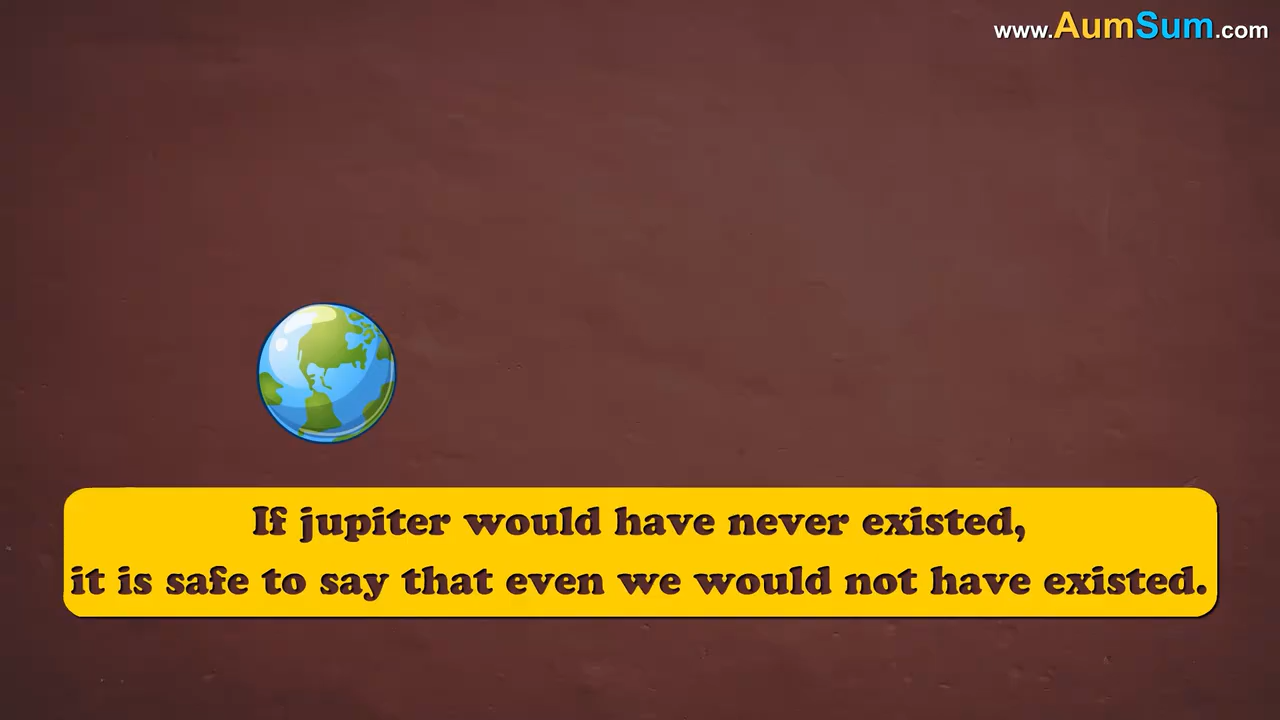 www.AumSum.com
If jupiter would have never existed,
it is safe to say that even we would not have existed.